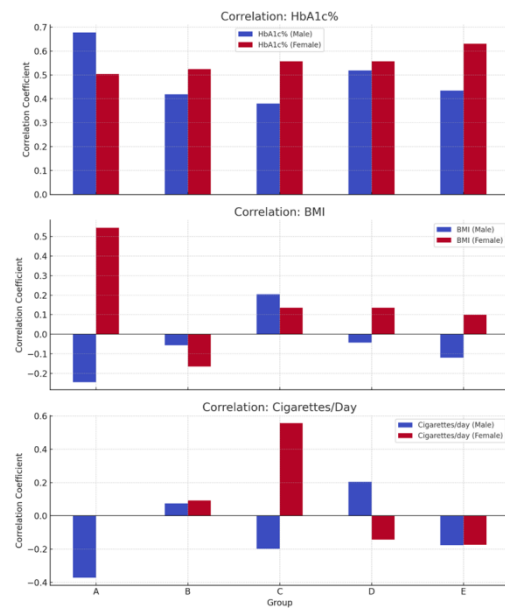 Correlation: HbA1c%
Correlation Coefficient
0.7
0.6
0.5
0.4
0.3
0.2
0.1
0.0
HbA1c% (Male)
HbA1c% (Female)
Correlation: BMI
Correlation Coefficient
0.5
0.4
0.3
0.2
0.1
0.0
−0.1
−0.2
BMI (Male)
BMI (Female)
Correlation: Cigarettes/Day
Correlation Coefficient
0.6
0.4
0.2
0.0
−0.2
−0.4
Cigarettes/day (Male)
Cigarettes/day (Female)
A B C D E
Group